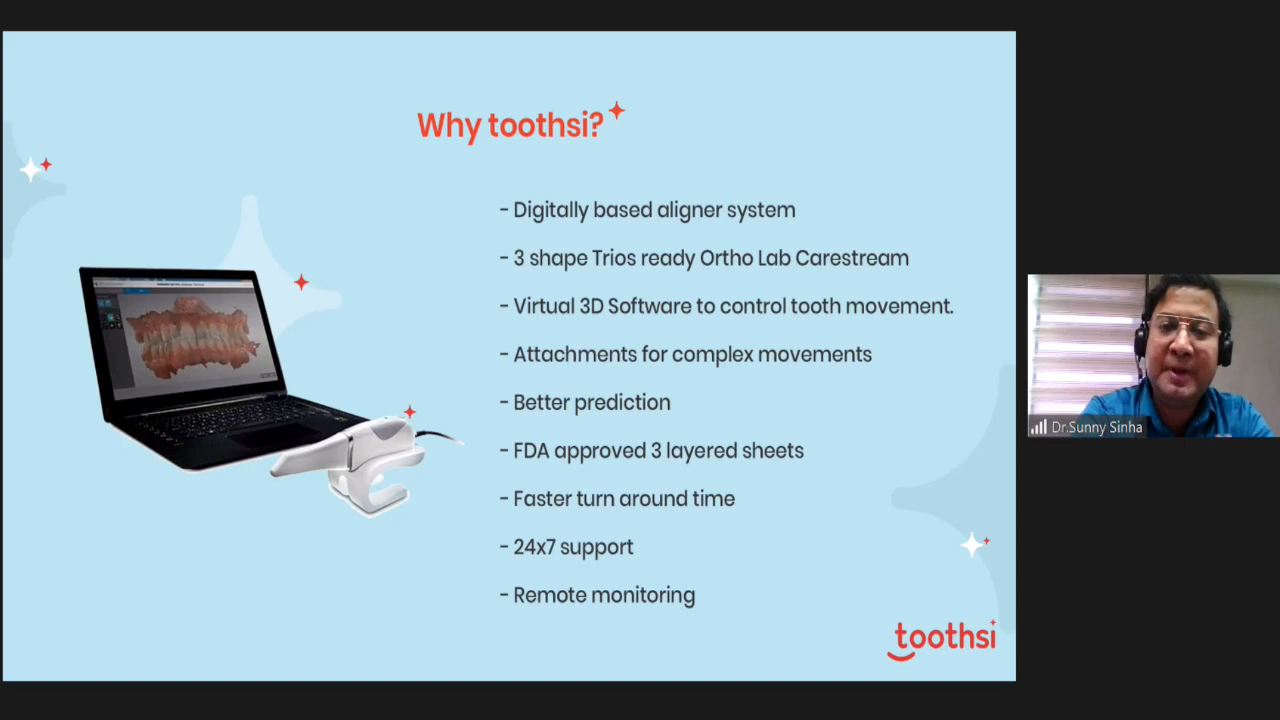 Why toothsi?
- Digitally based aligner system
- 3 shape Trios ready Ortho Lab Carestream
- Virtual 3D Software to control tooth movement.
- Attachments for complex movements
- Better prediction
- FDA approved 3 layered sheets
- Faster turn around time
- 24x7 support
- Remote monitoring
toothsi
Dr.Sunny Sinha